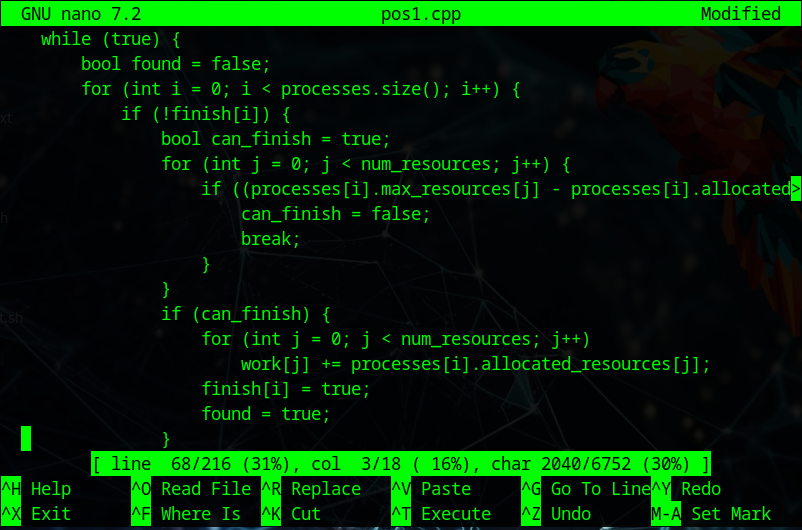 GNU nano 7.2 pos1.cpp Modified
while (true) {
bool found = false;
for (int i = 0; i < processes.size(); i++) {
if (!finish[i]) {
bool can_finish = true;
for (int j = 0; j < num_resources; j++) {
if ((processes[i].max_resources[j] - processes[i].allocated>
can_finish = false;
break;
}
}
if (can_finish) {
for (int j = 0; j < num_resources; j++)
work[j] += processes[i].allocated_resources[j];
finish[i] = true;
found = true;
}
[ line  68/216 (31%), col  3/18 ( 16%), char 2040/6752 (30%) ]
^H Help ^O Read File ^R Replace ^V Paste ^G Go To Line ^Y Redo
^X Exit ^F Where Is ^K Cut ^T Execute ^Z Undo M-A Set Mark